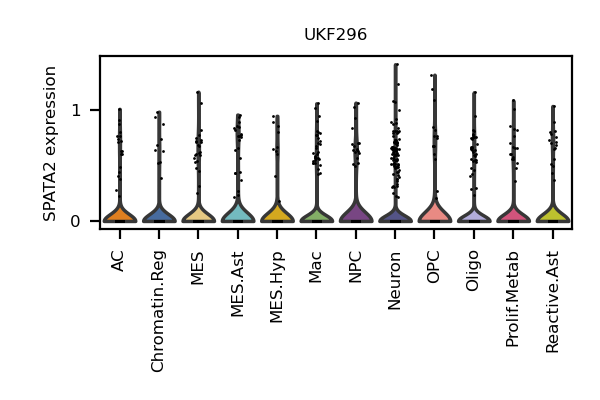 UKF296
SPATA2 expression
1
0
AC
Chromatin.Reg
MES
MES.Ast
MES.Hyp
Mac
NPC
Neuron
OPC
Oligo
Prolif.Metab
Reactive.Ast